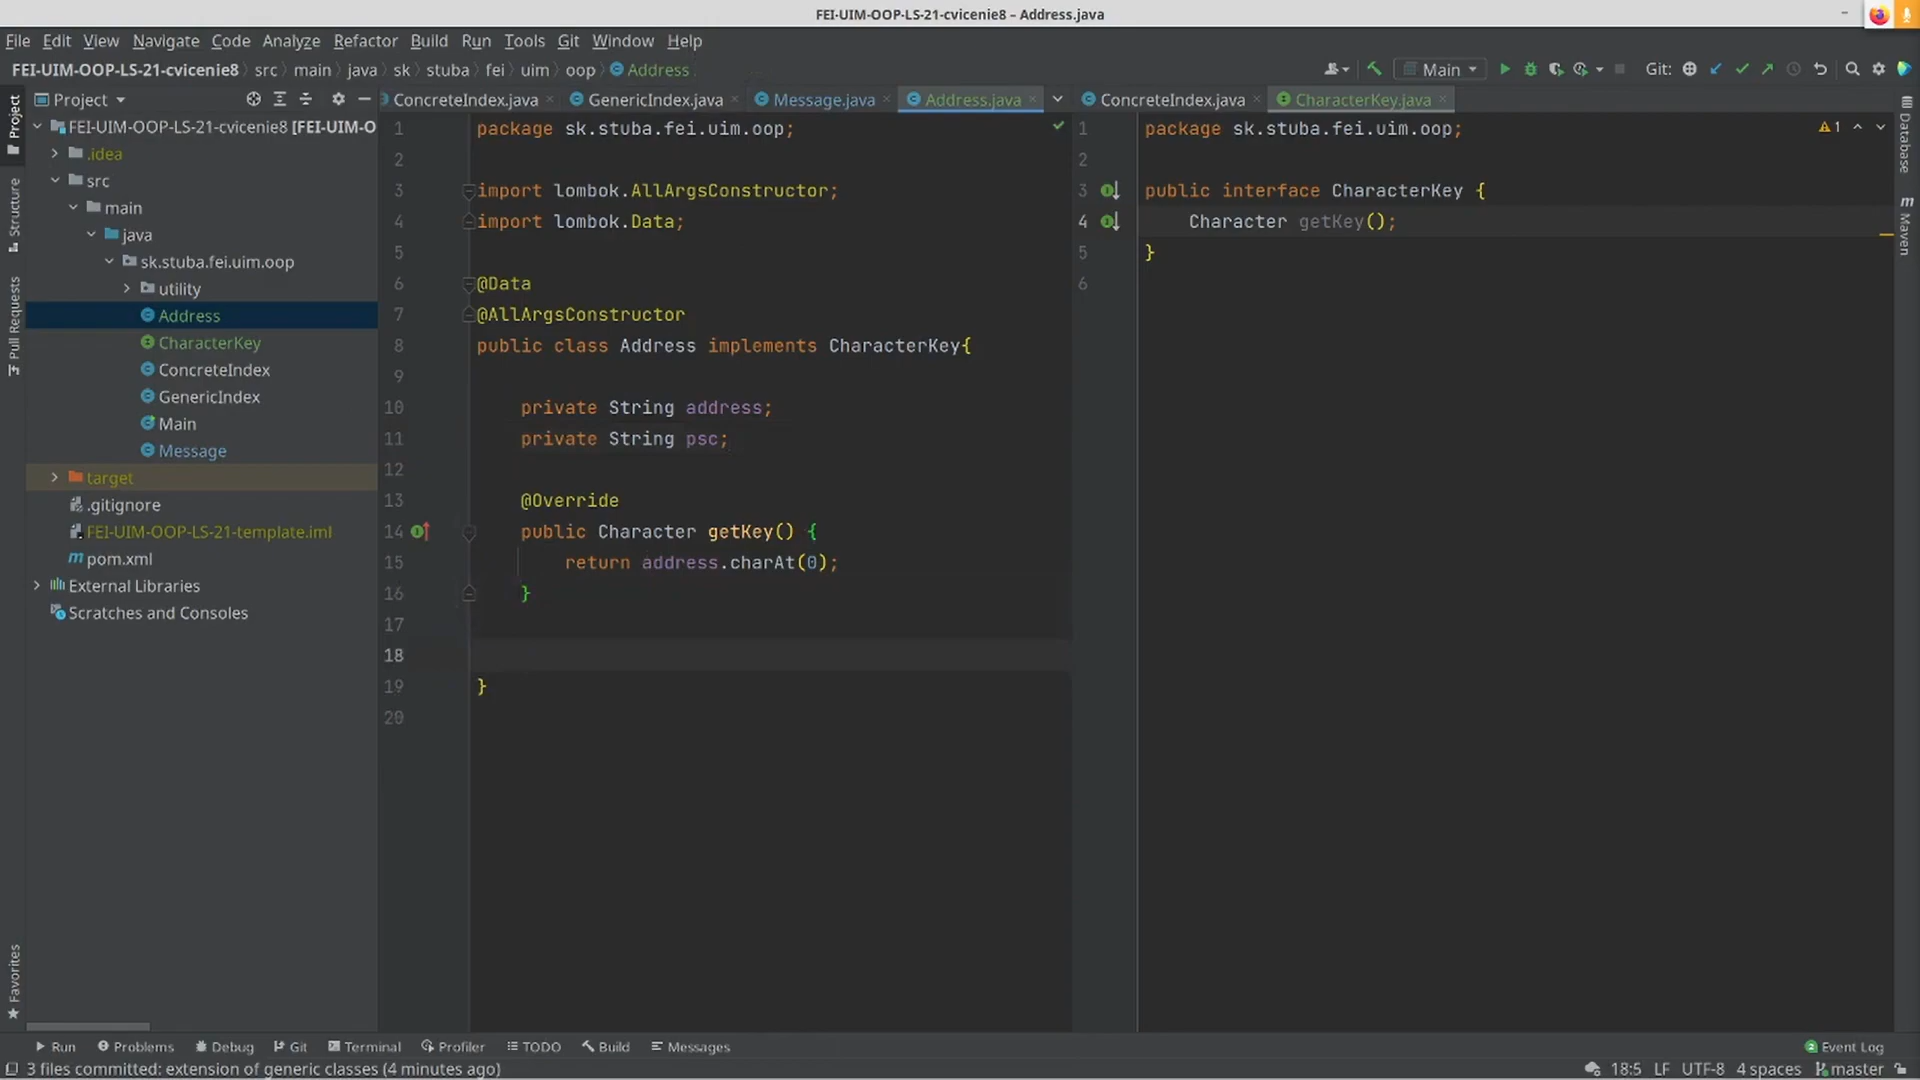 FEI-UIM-OOP-LS-21-cvicenie8 – Address.java
File Edit View Navigate Code Analyze Refactor Build Run Tools Git Window Help
FEI-UIM-OOP-LS-21-cvicenie8 src main java sk stuba fei uim oop Address
Main
Git:
Project
ConcreteIndex.java
GenericIndex.java
Message.java
Address.java
ConcreteIndex.java
CharacterKey.java
Project
Structure
Pull Requests
Favorites
FEI-UIM-OOP-LS-21-cvicenie8 [FEI-UIM-O
.idea
src
main
java
sk.stuba.fei.uim.oop
utility
Address
CharacterKey
ConcreteIndex
GenericIndex
Main
Message
target
.gitignore
FEI-UIM-OOP-LS-21-template.iml
pom.xml
External Libraries
Scratches and Consoles
1 package sk.stuba.fei.uim.oop;
2
3 import lombok.AllArgsConstructor;
4 import lombok.Data;
5
6 @Data
7 @AllArgsConstructor
8 public class Address implements CharacterKey{
9
10 private String address;
11 private String psc;
12
13 @Override
14 public Character getKey() {
15 return address.charAt(0);
16 }
17
18
19 }
20
1 package sk.stuba.fei.uim.oop;
2
3 public interface CharacterKey {
4 Character getKey();
5 }
6
1
Database
Maven
Run Problems Debug Git Terminal Profiler TODO Build Messages
2 Event Log
3 files committed: extension of generic classes (4 minutes ago)
18:5 LF UTF-8 4 spaces master